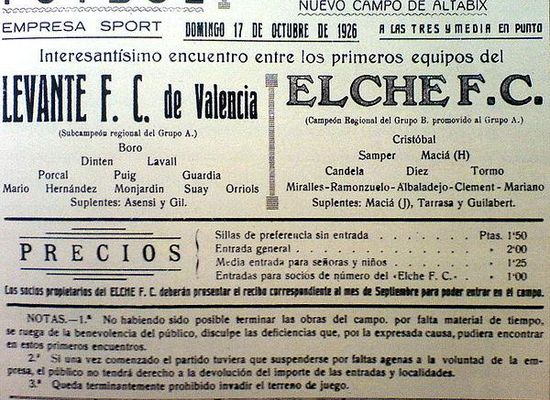 NUEVO CAMPO DE ALTABIX
EMPRESA SPORT
DOMINGO 17 DE OCTUBRE DE 1926
A LAS TRES Y MEDIA EN PUNTO
Interesantísimo encuentro entre los primeros equipos del
LEVANTE F. C. de Valencia
(Subcampeón regional del Grupo A.)
Boro
Dinten Lavall
Porcal Puig Guardia
Mario Hernández Monjardín Suay Orriols
Suplentes: Asensi y Gil.
ELCHE F. C.
(Campeón Regional del Grupo B. promovido al Grupo A.)
Cristóbal
Samper Maciá (H)
Candela Díez Tormo
Miralles-Ramonzuelo-Albaladejo-Clement-Mariano
Suplentes: Maciá (J), Tarrasa y Guilabert.
PRECIOS
Sillas de preferencia sin entrada . . . Ptas. 1'50
Entrada general . . . » 2'00
Media entrada para señoras y niños . . . » 1'25
Entradas para socios de número del «Elche F. C.» . » 1'00
Los socios propietarios del ELCHE F. C. deberán presentar el recibo correspondiente al mes de Septiembre para poder entrar en el campo.
NOTAS.—1.ª No habiendo sido posible terminar las obras del campo. por falta material de tiempo,
se ruega de la benevolencia del público, disculpe las deficiencias que, por la expresada causa, pudiera encontrar
en estos primeros encuentros.
2.ª Si una vez comenzado el partido tuviera que suspenderse por faltas agenas a la voluntad de la em-
presa, el público no tendrá derecho a la devolución del importe de las entradas y localidades.
3.ª Queda terminantemente prohibido invadir el terreno de juego.